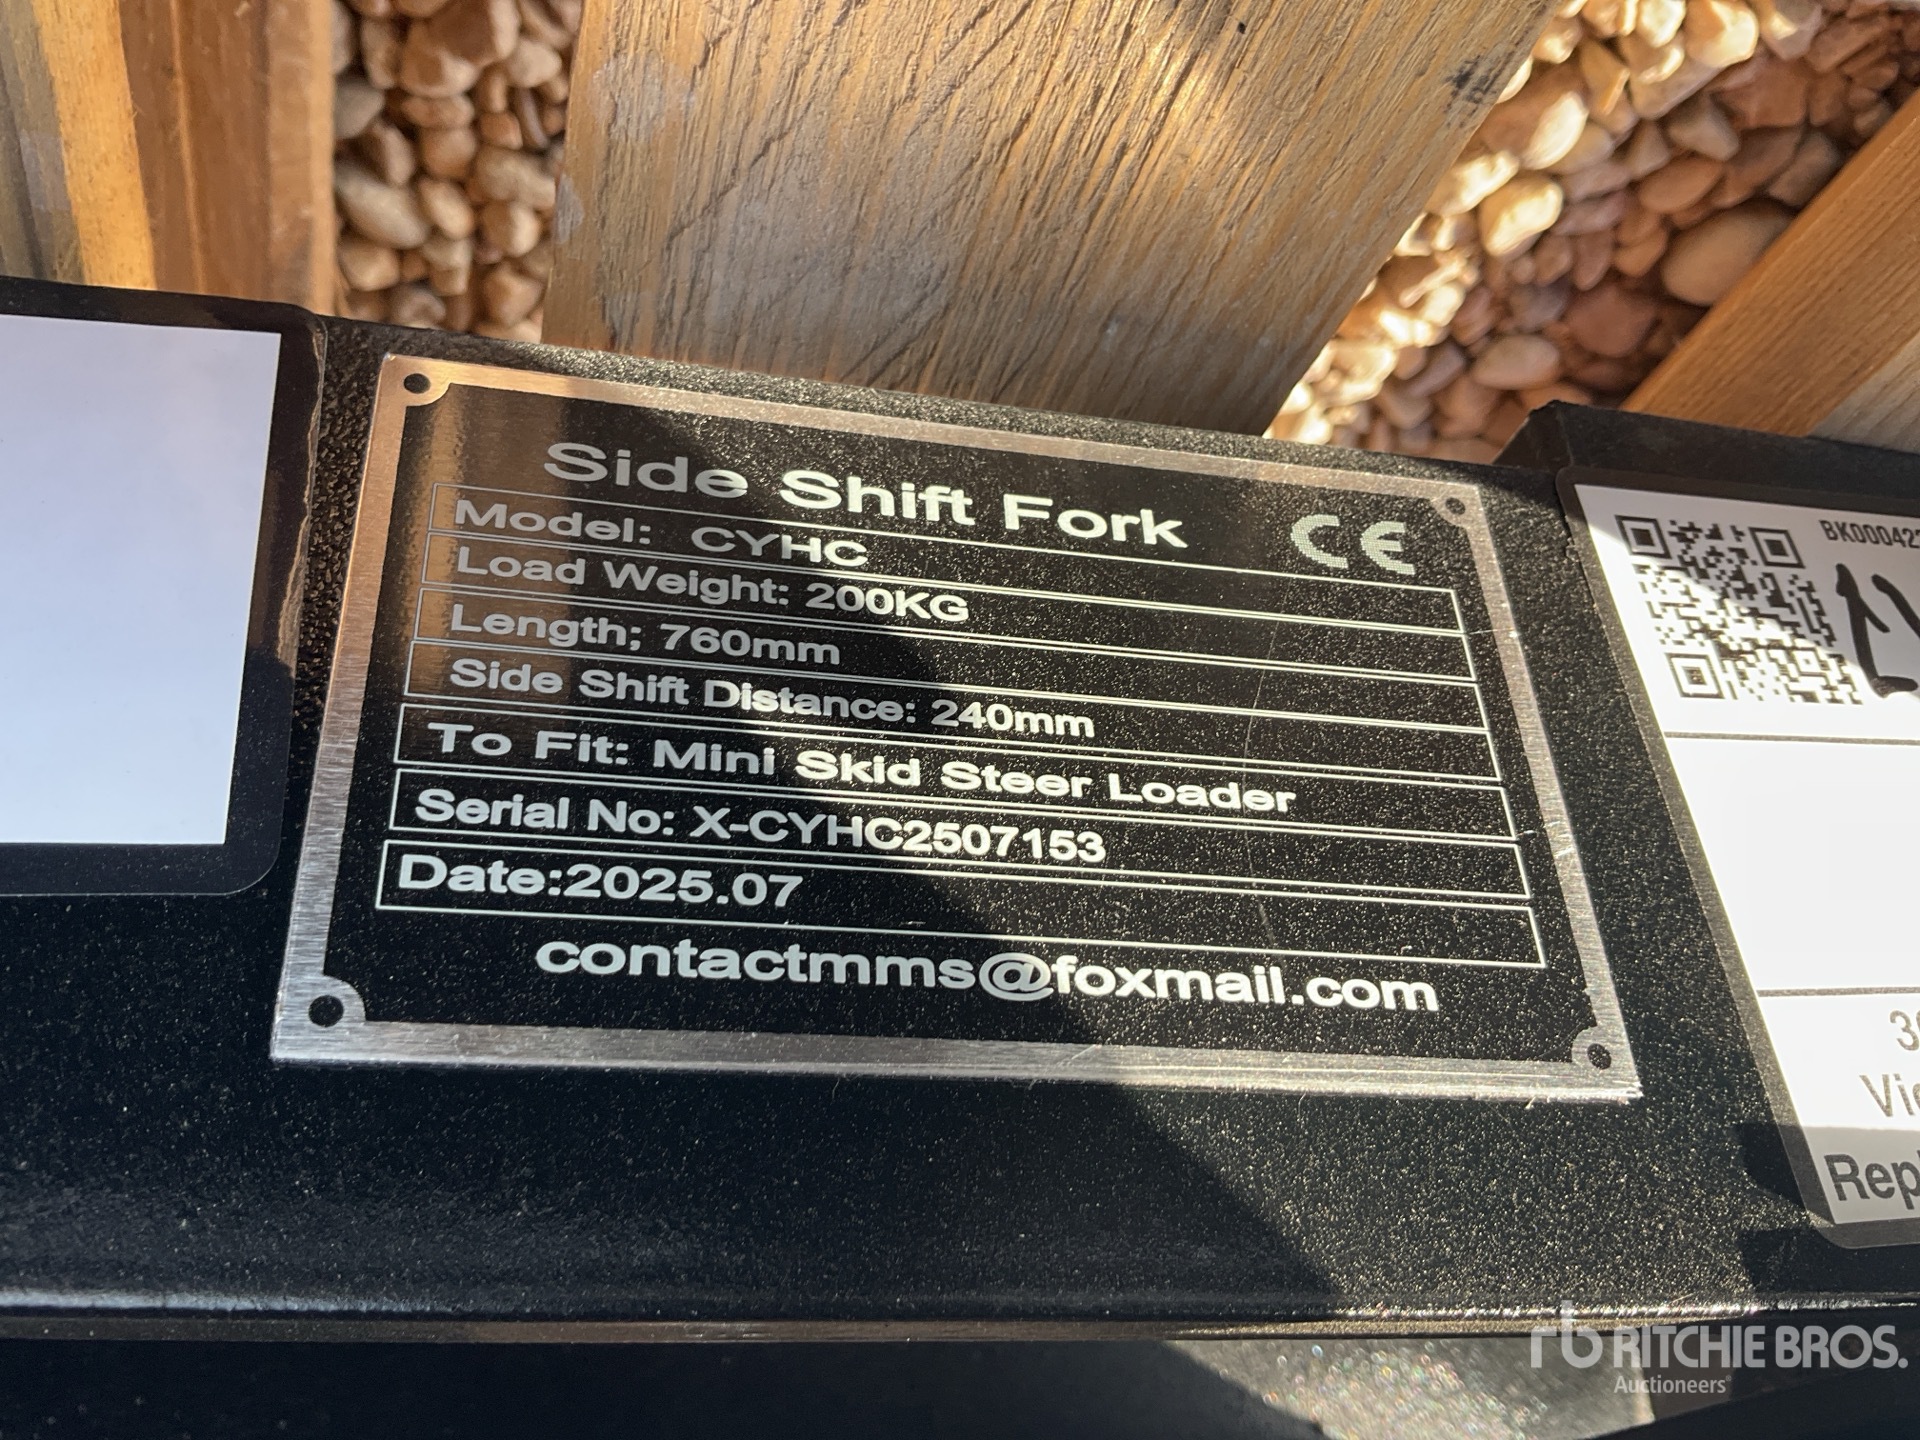 Side Shift Fork
CE
Model: CYHC
Load Weight: 200KG
Length; 760mm
Side Shift Distance: 240mm
To Fit: Mini Skid Steer Loader
Serial No: X-CYHC2507153
Date:2025.07
contactmms@foxmail.com
RITCHIE BROS.
Auctioneers